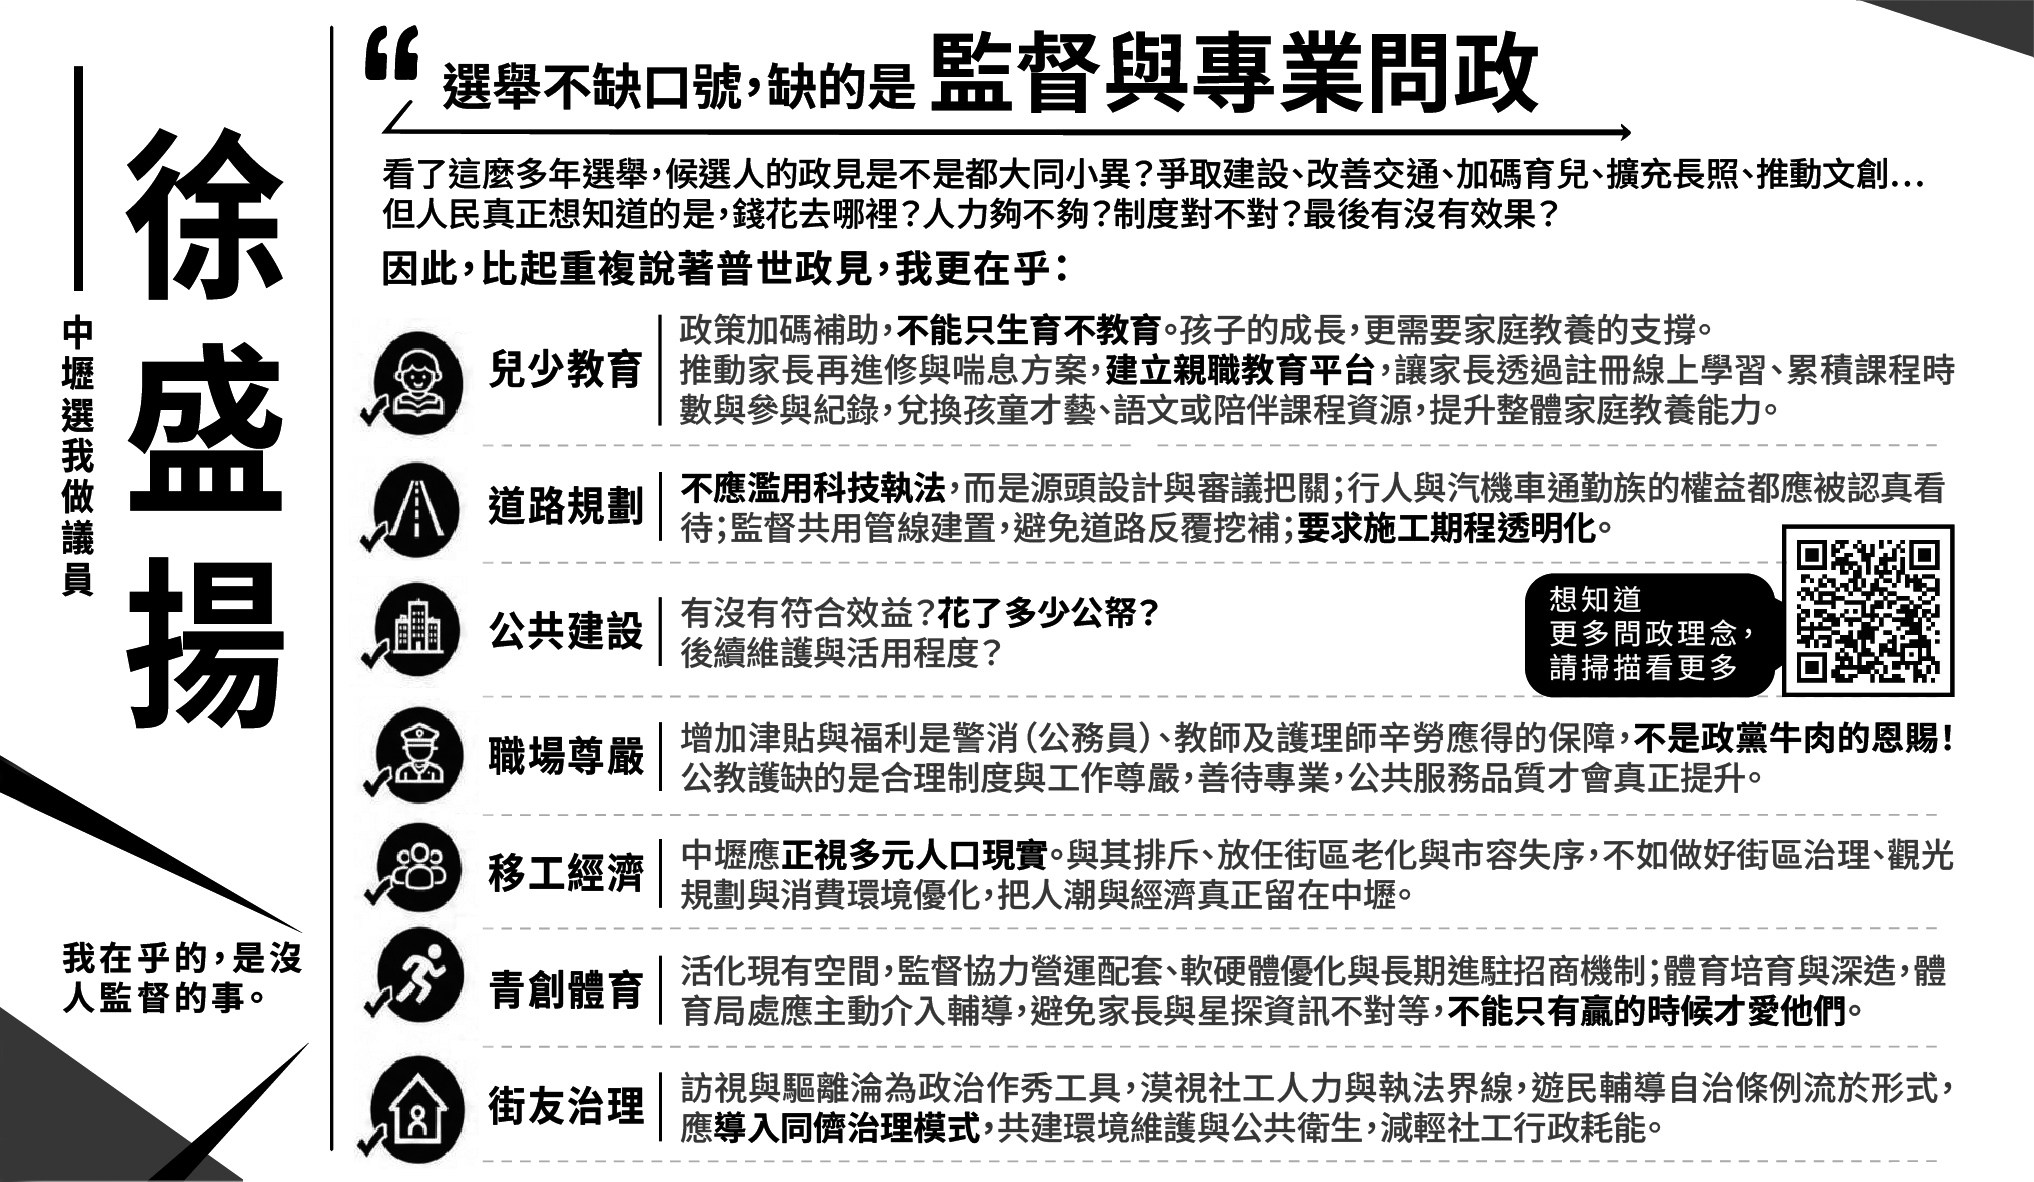 徐盛揚
中壢選我做議員
我在乎的，是沒
人監督的事。
選舉不缺口號，缺的是 監督與專業問政
看了這麼多年選舉，候選人的政見是不是都大同小異？爭取建設、改善交通、加碼育兒、擴充長照、推動文創...
但人民真正想知道的是，錢花去哪裡？人力夠不夠？制度對不對？最後有沒有效果？
因此，比起重複說著普世政見，我更在乎：
兒少教育
政策加碼補助，不能只生育不教育。孩子的成長，更需要家庭教養的支撐。
推動家長再進修與喘息方案，建立親職教育平台，讓家長透過註冊線上學習、累積課程時
數與參與紀錄，兌換孩童才藝、語文或陪伴課程資源，提升整體家庭教養能力。
道路規劃
不應濫用科技執法，而是源頭設計與審議把關；行人與汽機車通勤族的權益都應被認真看
待；監督共用管線建置，避免道路反覆挖補；要求施工期程透明化。
公共建設
有沒有符合效益？花了多少公帑？
後續維護與活用程度？
想知道
更多問政理念，
請掃描看更多
職場尊嚴
增加津貼與福利是警消（公務員）、教師及護理師辛勞應得的保障，不是政黨牛肉的恩賜！
公教護缺的是合理制度與工作尊嚴，善待專業，公共服務品質才會真正提升。
移工經濟
中壢應正視多元人口現實。與其排斥、放任街區老化與市容失序，不如做好街區治理、觀光
規劃與消費環境優化，把人潮與經濟真正留在中壢。
青創體育
活化現有空間，監督協力營運配套、軟硬體優化與長期進駐招商機制；體育培育與深造，體
育局處應主動介入輔導，避免家長與星探資訊不對等，不能只有贏的時候才愛他們。
街友治理
訪視與驅離淪為政治作秀工具，漠視社工人力與執法界線，遊民輔導自治條例流於形式，
應導入同儕治理模式，共建環境維護與公共衛生，減輕社工行政耗能。